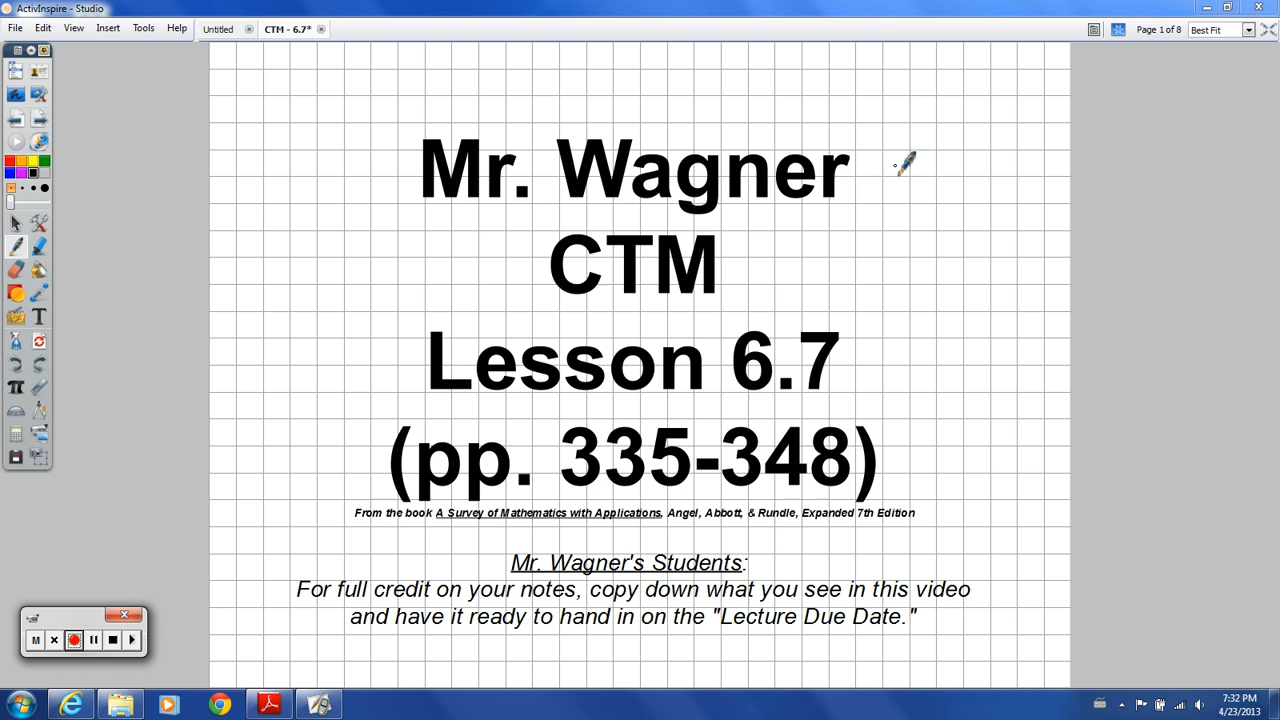 ActivInspire - Studio
File Edit View Insert Tools Help Untitled CTM - 6.7* Page 1 of 8 Best Fit
Mr. Wagner
CTM
Lesson 6.7
(pp. 335-348)
From the book A Survey of Mathematics with Applications, Angel, Abbott, & Rundle, Expanded 7th Edition
Mr. Wagner's Students:
For full credit on your notes, copy down what you see in this video
and have it ready to hand in on the "Lecture Due Date."
M
7:32 PM
4/23/2013